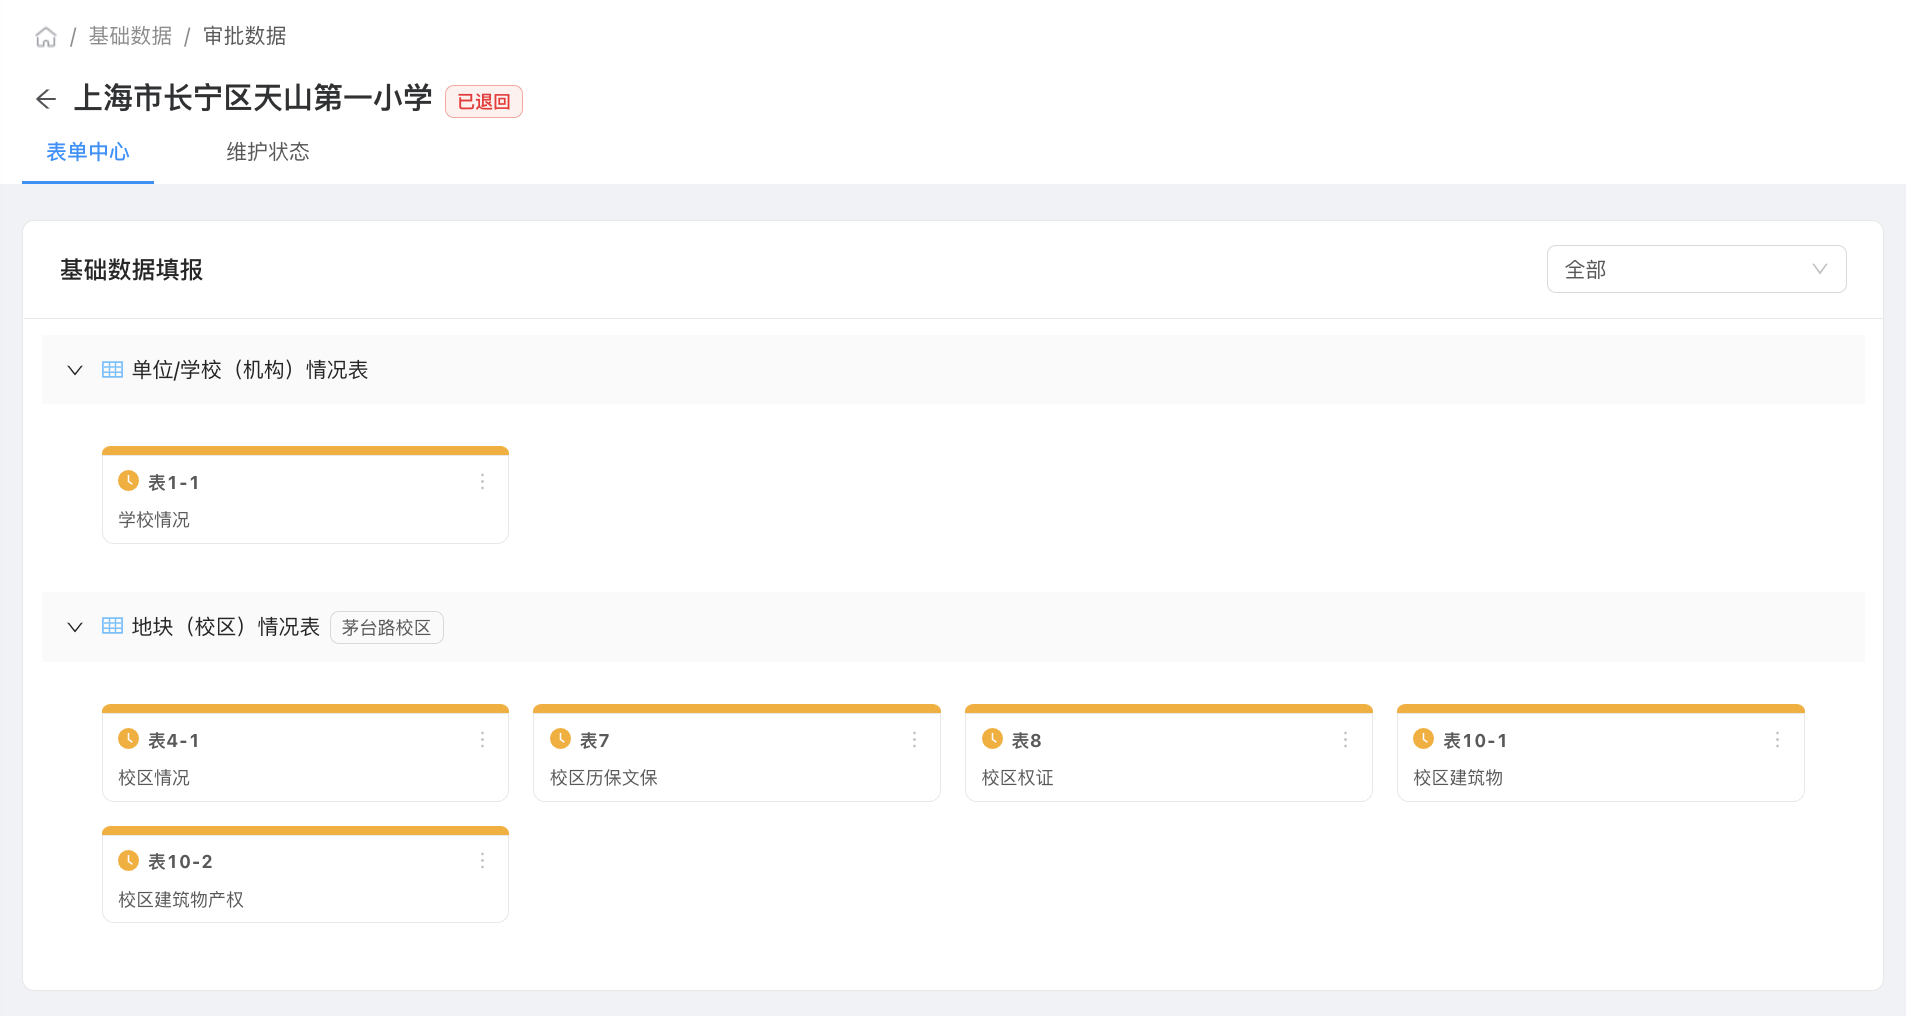 / 基础数据 / 审批数据
上海市长宁区天山第一小学 已退回
表单中心 维护状态
基础数据填报 全部
单位/学校（机构）情况表
表1-1
学校情况
地块（校区）情况表 茅台路校区
表4-1 表7 表8 表10-1
校区情况 校区历保文保 校区权证 校区建筑物
表10-2
校区建筑物产权